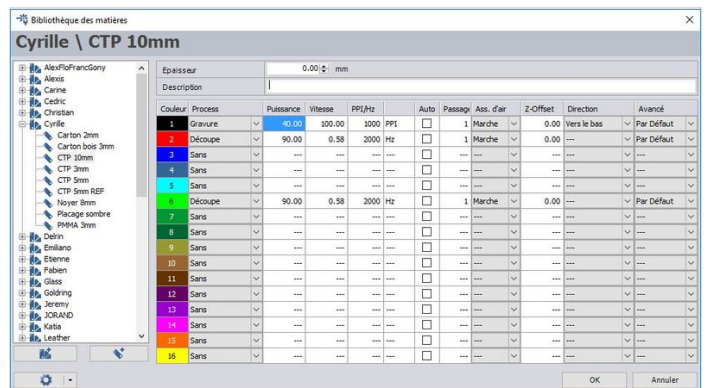 Bibliothèque des matières
Cyrille \ CTP 10mm
AlexFloFrancGony
Alexis
Carine
Cedric
Christian
Cyrille
Carton 2mm
Carton bois 3mm
CTP 10mm
CTP 3mm
CTP 5mm
CTP 5mm REF
Noyer 8mm
Placage sombre
PMMA 3mm
Delrin
Emiliano
Etienne
Fabien
Glass
Goldring
Jeremy
JORAND
Katia
Leather
Epaisseur 0.00 mm
Description
Couleur Process Puissance Vitesse PPI/Hz Auto Passage Ass. d'air Z-Offset Direction Avancé
1 Gravure 40.00 100.00 1000 PPI 1 Marche 0.00 Vers le bas Par Défaut
2 Découpe 90.00 0.58 2000 Hz 1 Marche 0.00 --- Par Défaut
3 Sans --- --- --- --- --- --- --- --- ---
4 Sans --- --- --- --- --- --- --- --- ---
5 Sans --- --- --- --- --- --- --- --- ---
6 Découpe 90.00 0.58 2000 Hz 1 Marche 0.00 --- Par Défaut
7 Sans --- --- --- --- --- --- --- --- ---
8 Sans --- --- --- --- --- --- --- --- ---
9 Sans --- --- --- --- --- --- --- --- ---
10 Sans --- --- --- --- --- --- --- --- ---
11 Sans --- --- --- --- --- --- --- --- ---
12 Sans --- --- --- --- --- --- --- --- ---
13 Sans --- --- --- --- --- --- --- --- ---
14 Sans --- --- --- --- --- --- --- --- ---
15 Sans --- --- --- --- --- --- --- --- ---
16 Sans --- --- --- --- --- --- --- --- ---
OK Annuler